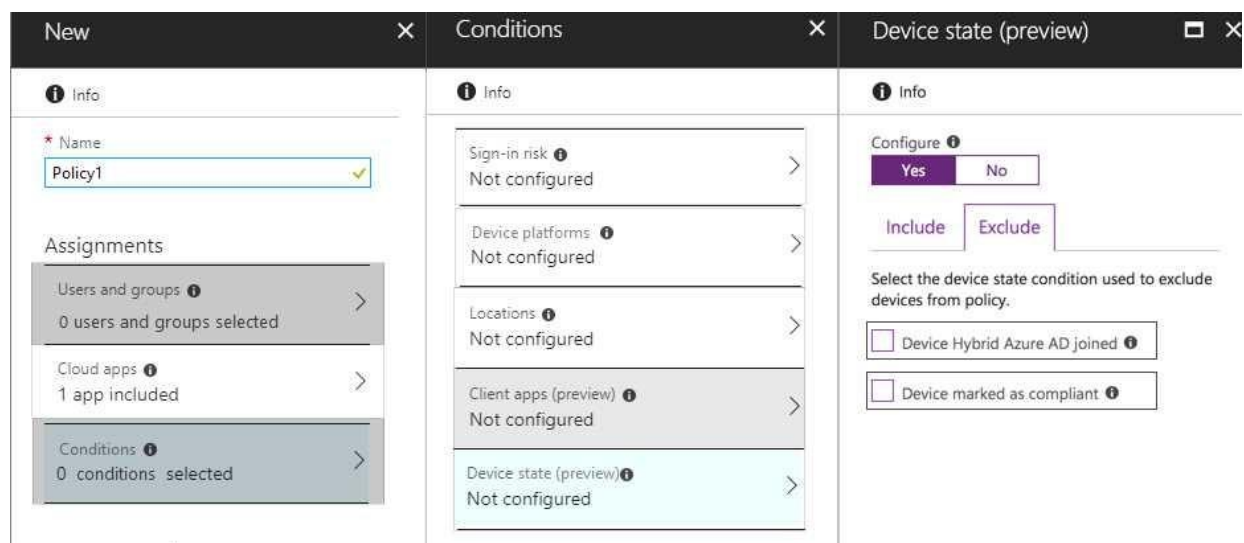 New
Info
* Name
Policy1
Assignments
Users and groups
0 users and groups selected
Cloud apps
1 app included
Conditions
0 conditions selected
Conditions
Info
Sign-in risk
Not configured
Device platforms
Not configured
Locations
Not configured
Client apps (preview)
Not configured
Device state (preview)
Not configured
Device state (preview)
Info
Configure
Yes No
Include Exclude
Select the device state condition used to exclude
devices from policy.
Device Hybrid Azure AD joined
Device marked as compliant